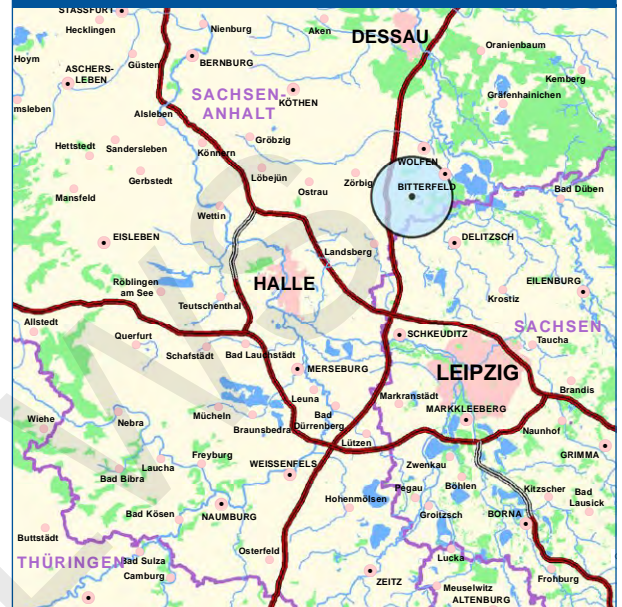 STASSFURT
Hecklingen
Nienburg
Aken
DESSAU
Oranienbaum
Hoym
ASCHERS-
LEBEN
Güsten
BERNBURG
Kemberg
Gräfenhainichen
SACHSEN-
ANHALT
KÖTHEN
msleben
Alsleben
Gröbzig
Hettstedt
Sandersleben
Könnern
WOLFEN
Gerbstedt
Löbejün
Ostrau
Zörbig
BITTERFELD
Bad Düben
Mansfeld
Wettin
EISLEBEN
Landsberg
DELITZSCH
Röblingen
am See
HALLE
EILENBURG
Teutschenthal
Krostiz
Allstedt
Querfurt
SCHKEUDITZ
SACHSEN
Taucha
Schafstädt
Bad Lauchstädt
MERSEBURG
LEIPZIG
Leuna
Markranstädt
Brandis
Wiehe
Nebra
Mücheln
Braunsbedra
Bad
Dürrenberg
MARKKLEEBERG
Lützen
Naunhof
GRIMMA
Laucha
Freyburg
WEISSENFELS
Zwenkau
Bad Bibra
Pegau
Böhlen
Kitzscher
Bad
Lausick
Hohenmölsen
Bad Kösen
NAUMBURG
Groitzsch
BORNA
Buttstädt
THÜRINGEN
Bad Sulza
Camburg
Osterfeld
Lucka
ZEITZ
Frohburg
Meuselwitz
ALTENBURG